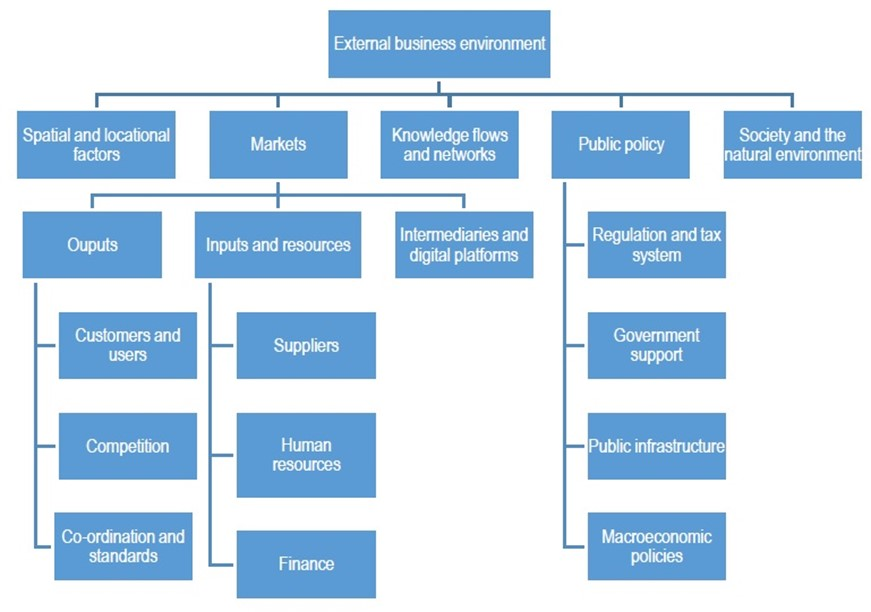 External business environment
Spatial and locational
factors
Markets
Knowledge flows
and networks
Public policy
Society and the
natural environment
Ouputs
Inputs and resources
Intermediaries and
digital platforms
Regulation and tax
system
Customers and
users
Suppliers
Government
support
Competition
Human
resources
Public infrastructure
Co-ordination and
standards
Finance
Macroeconomic
policies